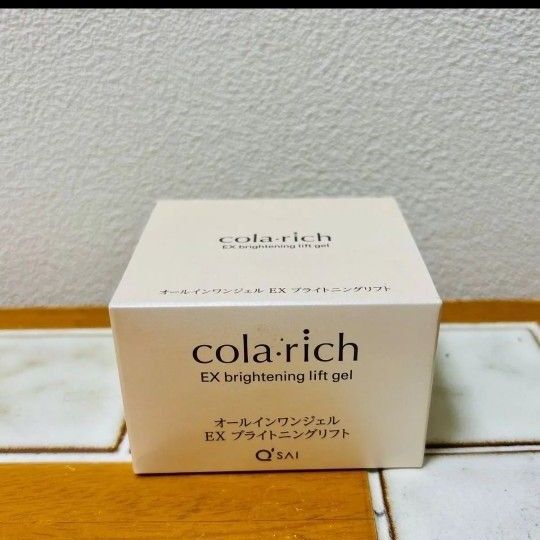 cola·rich
EX brightening lift gel
オールインワンジェル EX ブライトニングリフト
cola·rich
EX brightening lift gel
オールインワンジェル
EX ブライトニングリフト
Q'SAI